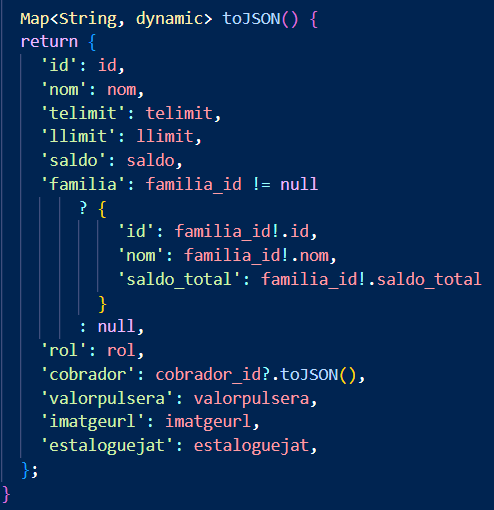 Map<String, dynamic> toJSON() {
return {
'id': id,
'nom': nom,
'telimit': telimit,
'llimit': llimit,
'saldo': saldo,
'familia': familia_id != null
? {
'id': familia_id!.id,
'nom': familia_id!.nom,
'saldo_total': familia_id!.saldo_total
}
: null,
'rol': rol,
'cobrador': cobrador_id?.toJSON(),
'valorpulsera': valorpulsera,
'imatgeurl': imatgeurl,
'estaloguejat': estaloguejat,
};
}